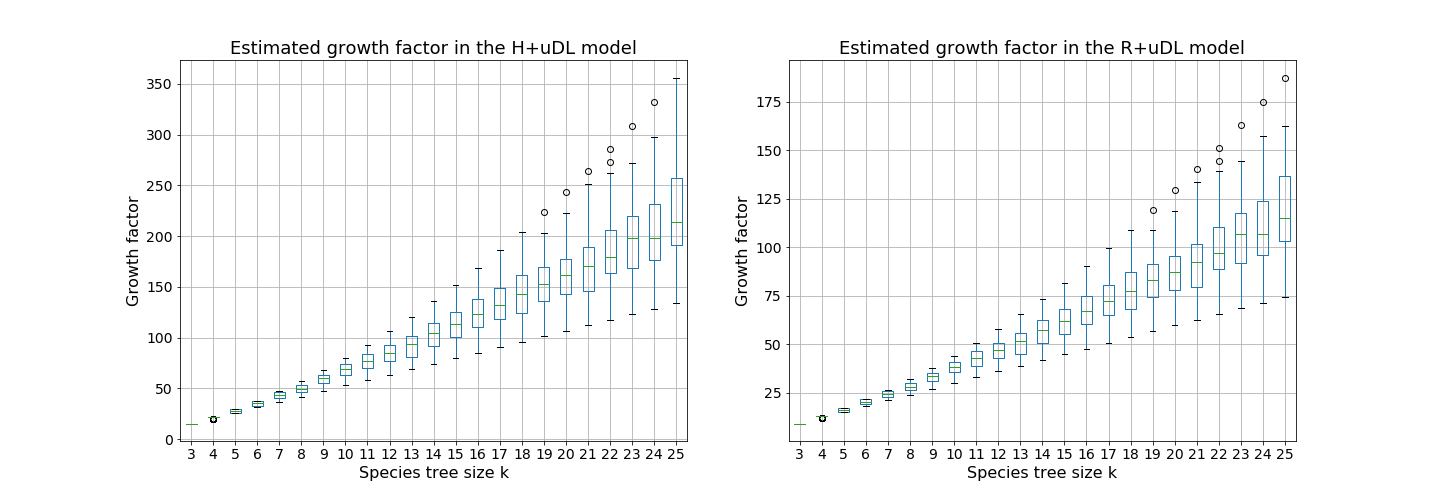 Estimated growth factor in the H+uDL model
Growth factor
350
300
250
200
150
100
50
0
3 4 5 6 7 8 9 10 11 12 13 14 15 16 17 18 19 20 21 22 23 24 25
Species tree size k
Estimated growth factor in the R+uDL model
Growth factor
175
150
125
100
75
50
25
3 4 5 6 7 8 9 10 11 12 13 14 15 16 17 18 19 20 21 22 23 24 25
Species tree size k